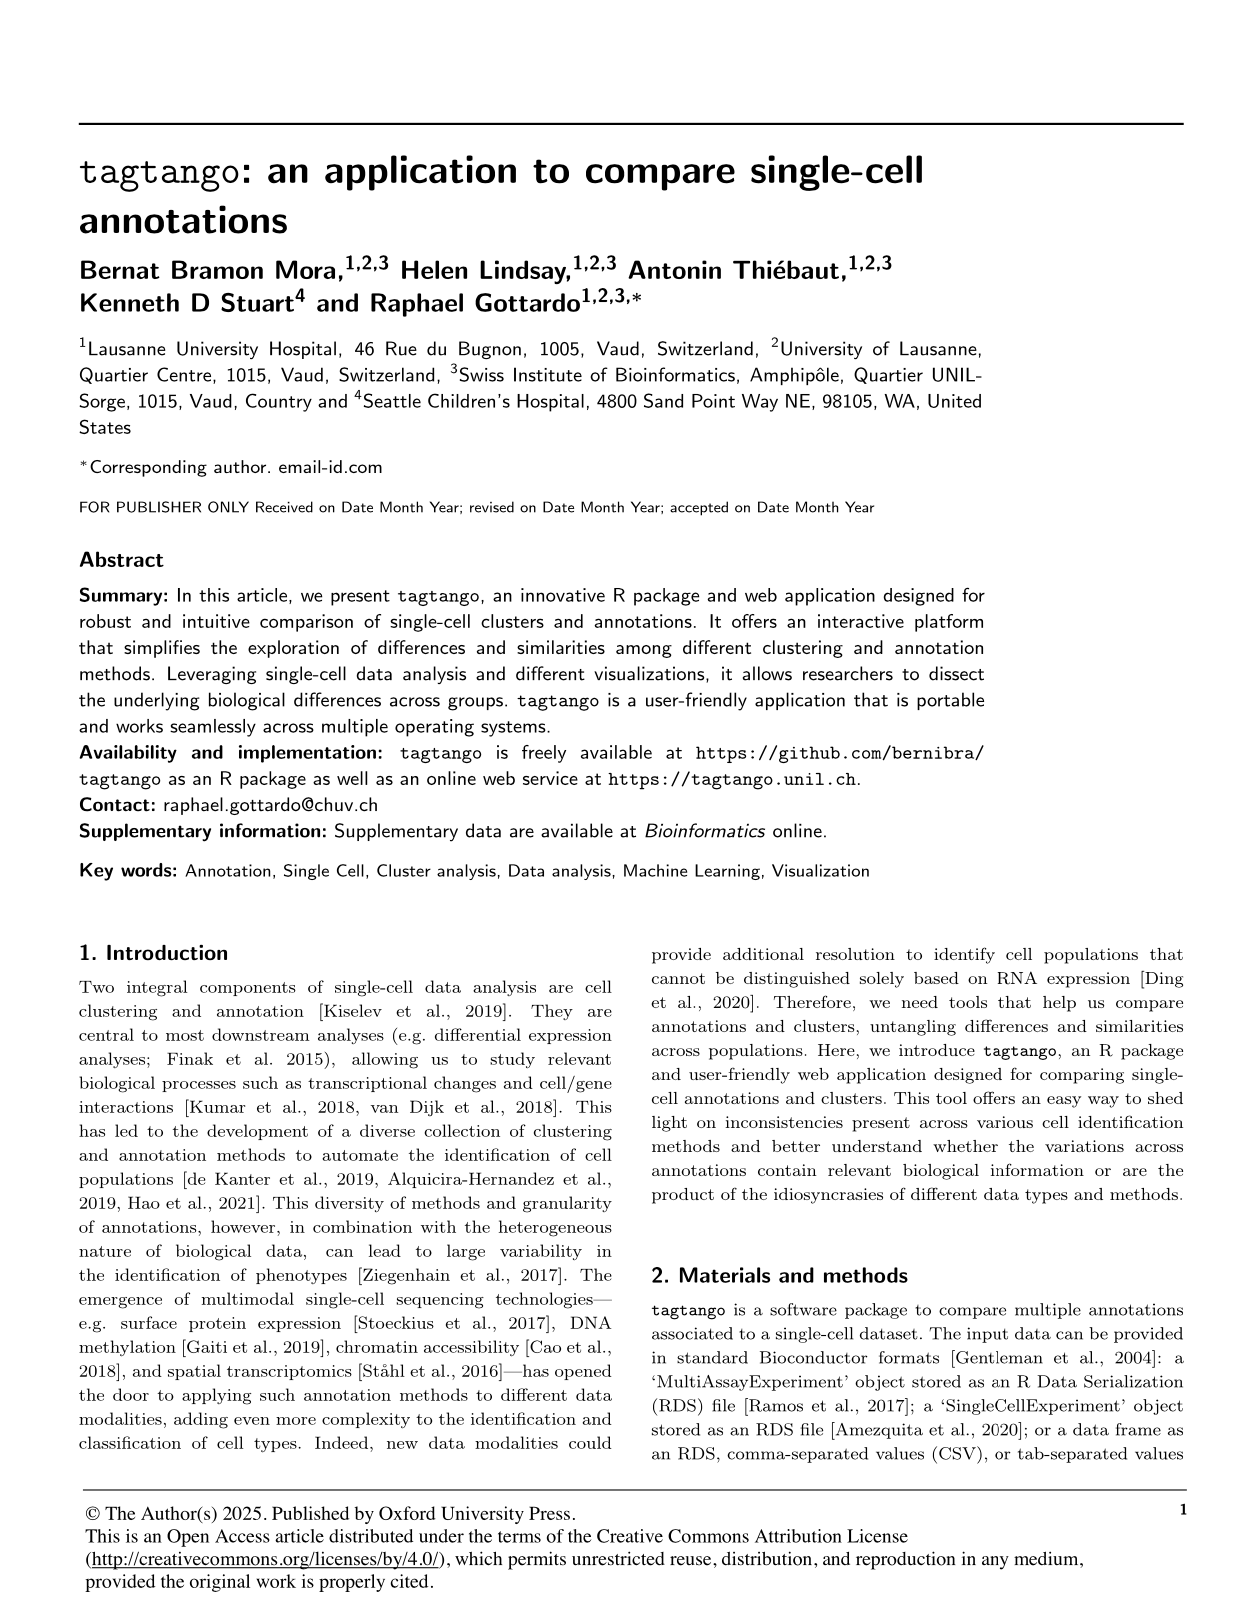 tagtango: an application to compare single-cell
annotations
Bernat Bramon Mora,1,2,3 Helen Lindsay,1,2,3 Antonin Thiébaut,1,2,3
Kenneth D Stuart4 and Raphael Gottardo1,2,3,∗
1Lausanne University Hospital, 46 Rue du Bugnon, 1005, Vaud, Switzerland, 2University of Lausanne,
Quartier Centre, 1015, Vaud, Switzerland, 3Swiss Institute of Bioinformatics, Amphipôle, Quartier UNIL-
Sorge, 1015, Vaud, Country and 4Seattle Children's Hospital, 4800 Sand Point Way NE, 98105, WA, United
States
∗Corresponding author. email-id.com
FOR PUBLISHER ONLY Received on Date Month Year; revised on Date Month Year; accepted on Date Month Year
Abstract
Summary: In this article, we present tagtango, an innovative R package and web application designed for
robust and intuitive comparison of single-cell clusters and annotations. It offers an interactive platform
that simplifies the exploration of differences and similarities among different clustering and annotation
methods. Leveraging single-cell data analysis and different visualizations, it allows researchers to dissect
the underlying biological differences across groups. tagtango is a user-friendly application that is portable
and works seamlessly across multiple operating systems.
Availability and implementation: tagtango is freely available at https://github.com/bernibra/
tagtango as an R package as well as an online web service at https://tagtango.unil.ch.
Contact: raphael.gottardo@chuv.ch
Supplementary information: Supplementary data are available at Bioinformatics online.
Key words: Annotation, Single Cell, Cluster analysis, Data analysis, Machine Learning, Visualization
1. Introduction
Two integral components of single-cell data analysis are cell
clustering and annotation [Kiselev et al., 2019]. They are
central to most downstream analyses (e.g. differential expression
analyses; Finak et al. 2015), allowing us to study relevant
biological processes such as transcriptional changes and cell/gene
interactions [Kumar et al., 2018, van Dijk et al., 2018]. This
has led to the development of a diverse collection of clustering
and annotation methods to automate the identification of cell
populations [de Kanter et al., 2019, Alquicira-Hernandez et al.,
2019, Hao et al., 2021]. This diversity of methods and granularity
of annotations, however, in combination with the heterogeneous
nature of biological data, can lead to large variability in
the identification of phenotypes [Ziegenhain et al., 2017]. The
emergence of multimodal single-cell sequencing technologies—
e.g. surface protein expression [Stoeckius et al., 2017], DNA
methylation [Gaiti et al., 2019], chromatin accessibility [Cao et al.,
2018], and spatial transcriptomics [Ståhl et al., 2016]—has opened
the door to applying such annotation methods to different data
modalities, adding even more complexity to the identification and
classification of cell types. Indeed, new data modalities could
provide additional resolution to identify cell populations that
cannot be distinguished solely based on RNA expression [Ding
et al., 2020]. Therefore, we need tools that help us compare
annotations and clusters, untangling differences and similarities
across populations. Here, we introduce tagtango, an R package
and user-friendly web application designed for comparing single-
cell annotations and clusters. This tool offers an easy way to shed
light on inconsistencies present across various cell identification
methods and better understand whether the variations across
annotations contain relevant biological information or are the
product of the idiosyncrasies of different data types and methods.
2. Materials and methods
tagtango is a software package to compare multiple annotations
associated to a single-cell dataset. The input data can be provided
in standard Bioconductor formats [Gentleman et al., 2004]: a
‘MultiAssayExperiment’ object stored as an R Data Serialization
(RDS) file [Ramos et al., 2017]; a ‘SingleCellExperiment’ object
stored as an RDS file [Amezquita et al., 2020]; or a data frame as
an RDS, comma-separated values (CSV), or tab-separated values
© The Author(s) 2025. Published by Oxford University Press.
1
This is an Open Access article distributed under the terms of the Creative Commons Attribution License
(http://creativecommons.org/licenses/by/4.0/), which permits unrestricted reuse, distribution, and reproduction in any medium,
provided the original work is properly cited.